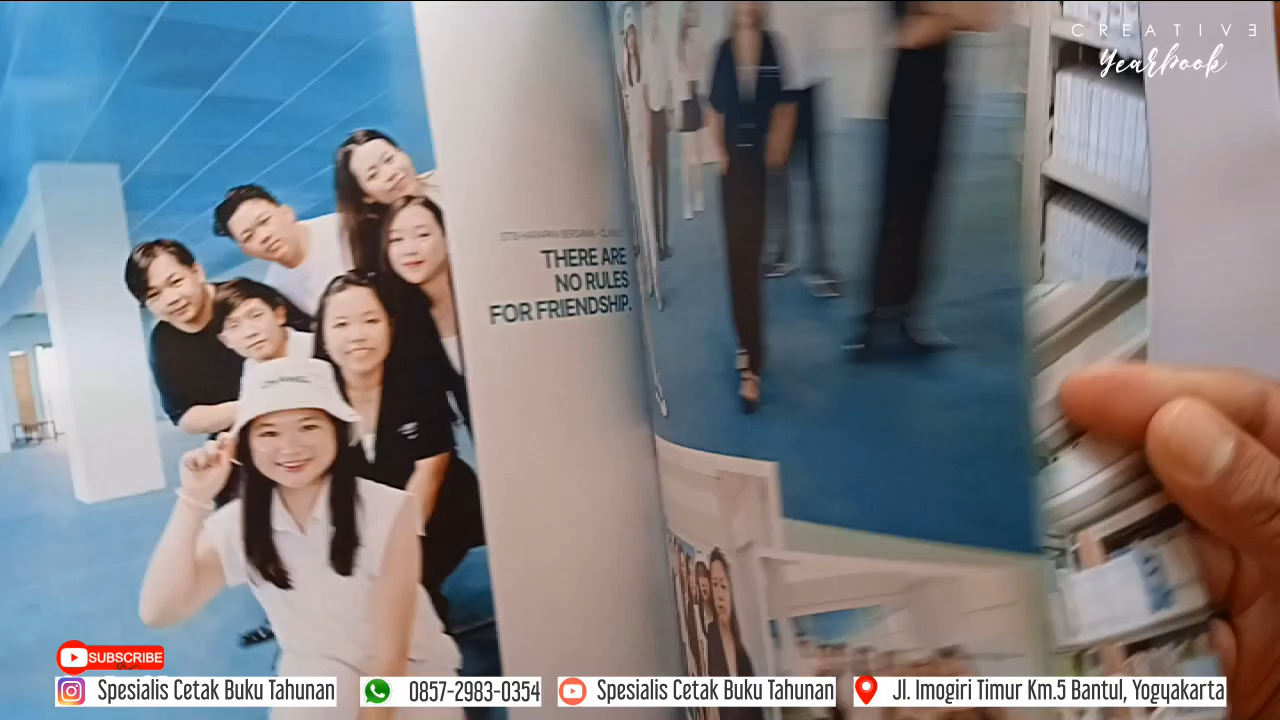 CREATIVE
Yearbook
THERE ARE
NO RULES
FOR FRIENDSHIP.
CHANEL
SUBSCRIBE
Spesialis Cetak Buku Tahunan
0857-2983-0354
Spesialis Cetak Buku Tahunan
Jl. Imogiri Timur Km.5 Bantul, Yogyakarta